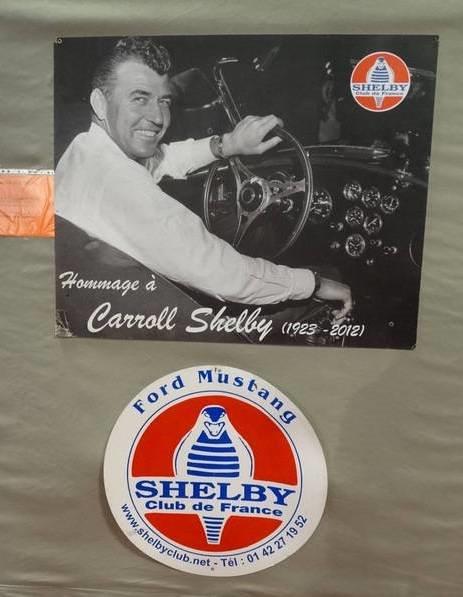 SHELBY
Club de France
Hommage à
Carroll Shelby (1923 - 2012)
Ford Mustang
SHELBY
Club de France
www.shelbyclub.net - Tél : 01 42 27 19 52